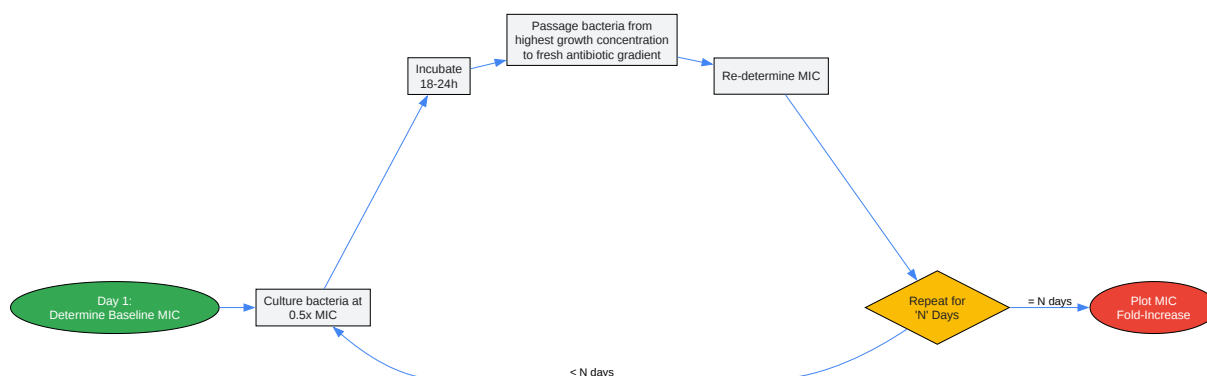 Passage bacteria from
highest growth concentration
to fresh antibiotic gradient
Incubate
18-24h
Re-determine MIC
Day 1:
Determine Baseline MIC
Culture bacteria at
0.5x MIC
Repeat for
'N' Days
= N days
Plot MIC
Fold-Increase
< N days